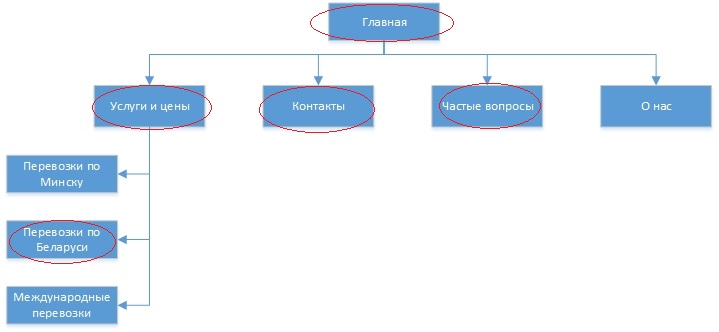 Главная
Услуги и цены
Контакты
Частые вопросы
О нас
Перевозки по
Минску
Перевозки по
Беларуси
Международные
перевозки